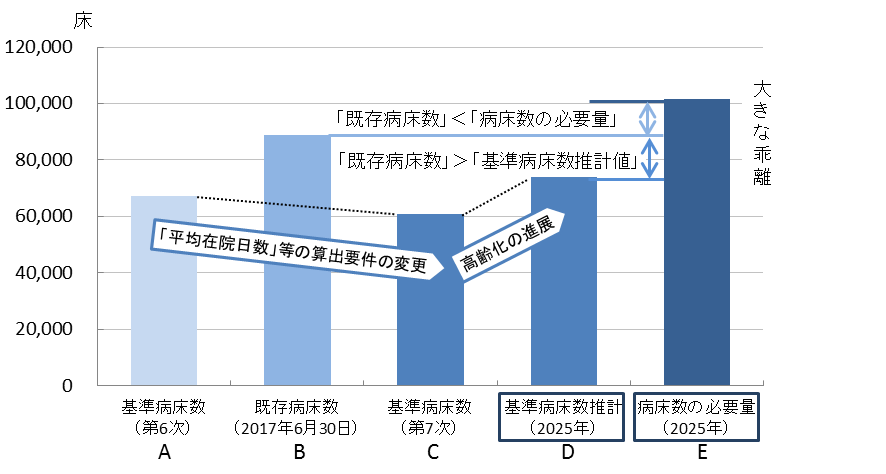 床
120,000
100,000
80,000
60,000
40,000
20,000
0
「既存病床数」＜「病床数の必要量」
「既存病床数」＞「基準病床数推計値」
大きな乖離
「平均在院日数」等の算出要件の変更
高齢化の進展
基準病床数
（第6次）
A
既存病床数
（2017年6月30日）
B
基準病床数
（第7次）
C
基準病床数推計
（2025年）
D
病床数の必要量
（2025年）
E